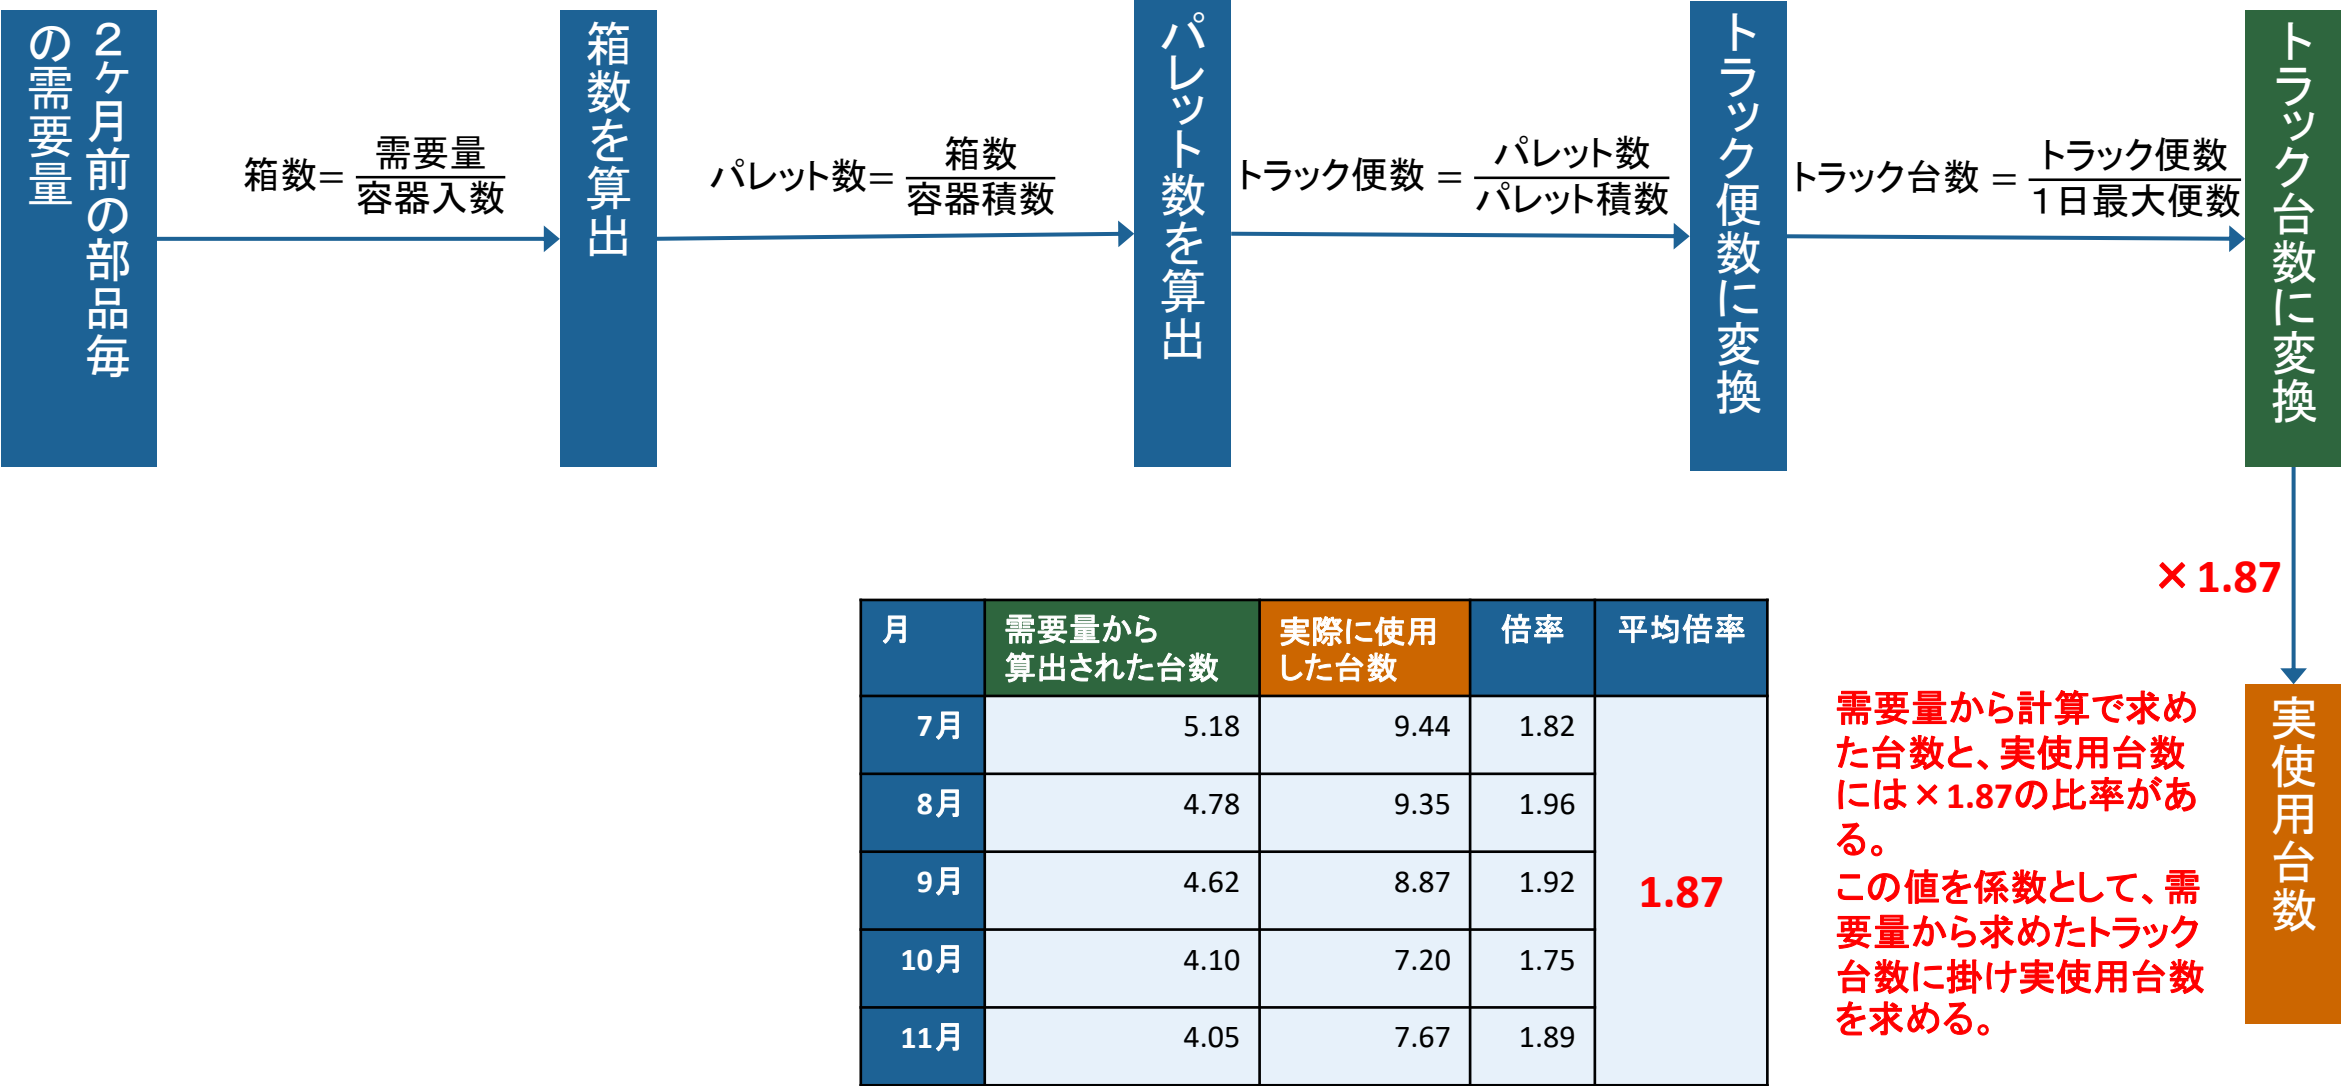 ２ヶ月前の部品毎
の需要量
箱数=需要量/容器入数
箱数を算出
パレット数=箱数/容器積数
パレット数を算出
トラック便数 =パレット数/パレット積数
トラック便数に変換
トラック台数 =トラック便数/１日最大便数
トラック台数に変換
×1.87
実使用台数
月 需要量から算出された台数 実際に使用した台数 倍率 平均倍率
7月 5.18 9.44 1.82 1.87
8月 4.78 9.35 1.96
9月 4.62 8.87 1.92
10月 4.10 7.20 1.75
11月 4.05 7.67 1.89
需要量から計算で求め
た台数と、実使用台数
には×1.87の比率があ
る。
この値を係数として、需
要量から求めたトラック
台数に掛け実使用台数
を求める。